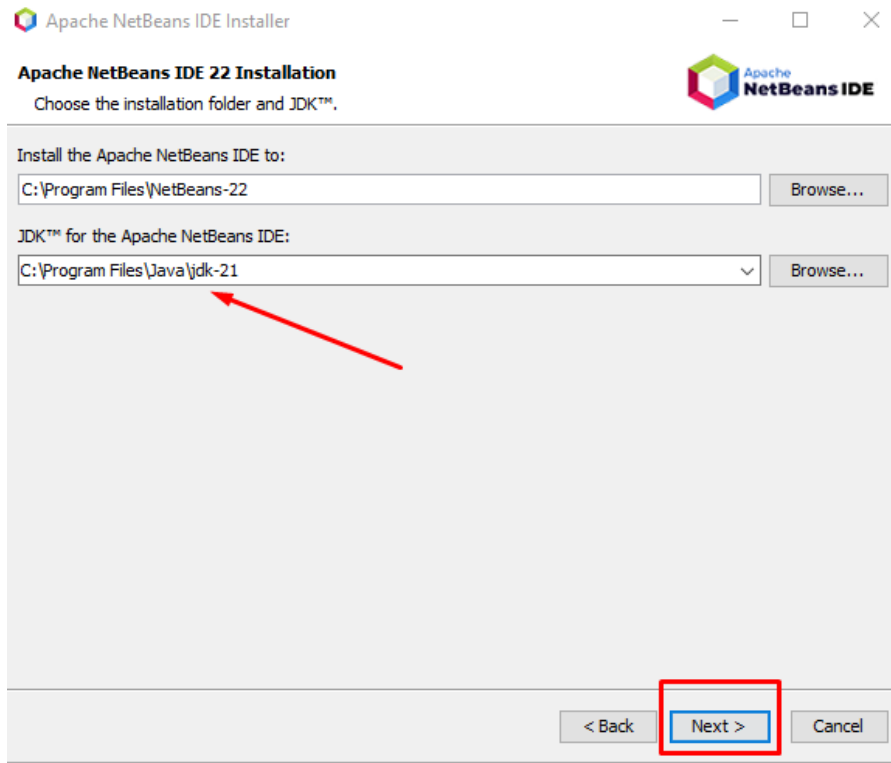 Apache NetBeans IDE Installer
Apache NetBeans IDE 22 Installation
Choose the installation folder and JDK™.
Apache
NetBeans IDE
Install the Apache NetBeans IDE to:
C:\Program Files\NetBeans-22
Browse...
JDK™ for the Apache NetBeans IDE:
C:\Program Files\Java\jdk-21
Browse...
< Back
Next >
Cancel